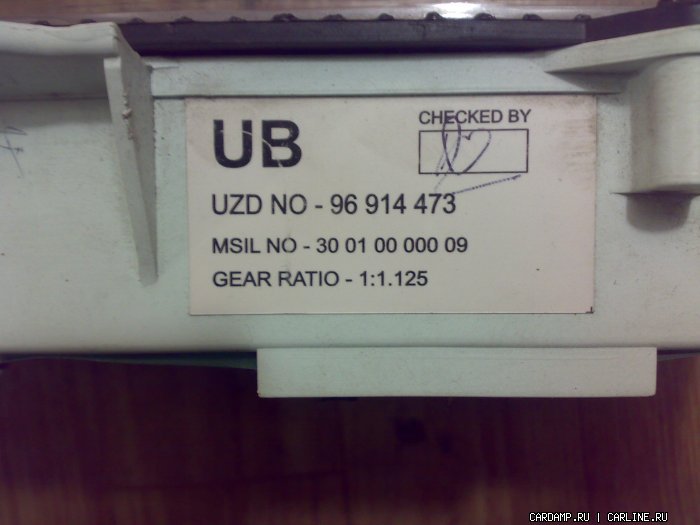 UB
CHECKED BY
UZD NO - 96 914 473
MSIL NO - 30 01 00 000 09
GEAR RATIO - 1:1.125
CARDAMP.RU | CARLINE.RU